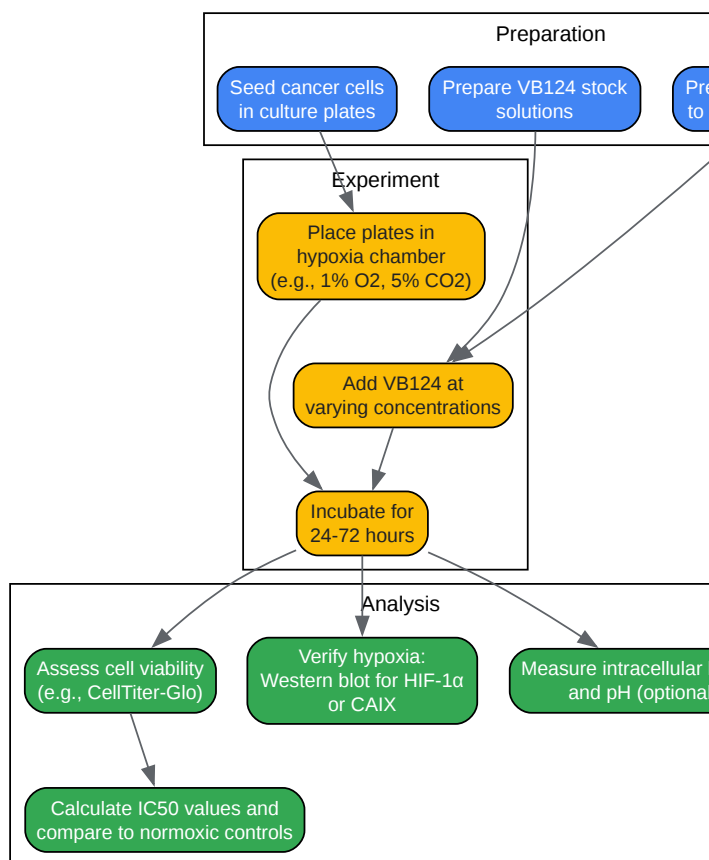 Preparation
Seed cancer cells
in culture plates
Prepare VB124 stock
solutions
to
Experiment
Place plates in
hypoxia chamber
(e.g., 1% O2, 5% CO2)
Add VB124 at
varying concentrations
Incubate for
24-72 hours
Analysis
Assess cell viability
(e.g., CellTiter-Glo)
Verify hypoxia:
Western blot for HIF-1α
or CAIX
Measure intracellular
and pH (optional
Calculate IC50 values and
compare to normoxic controls